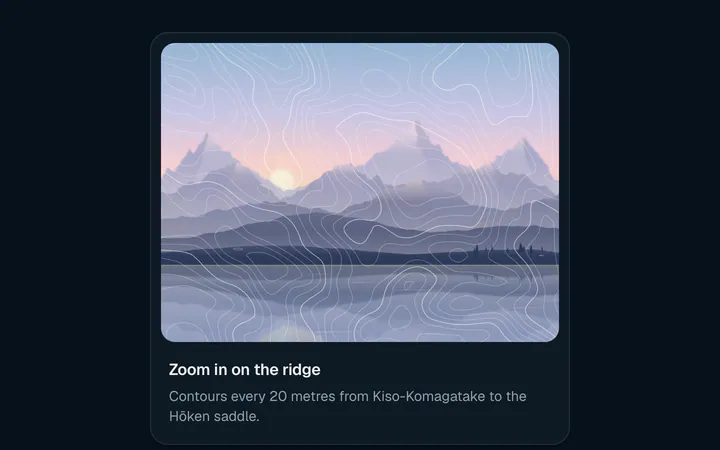 Zoom in on the ridge
Contours every 20 metres from Kiso-Komagatake to the
Hōken saddle.